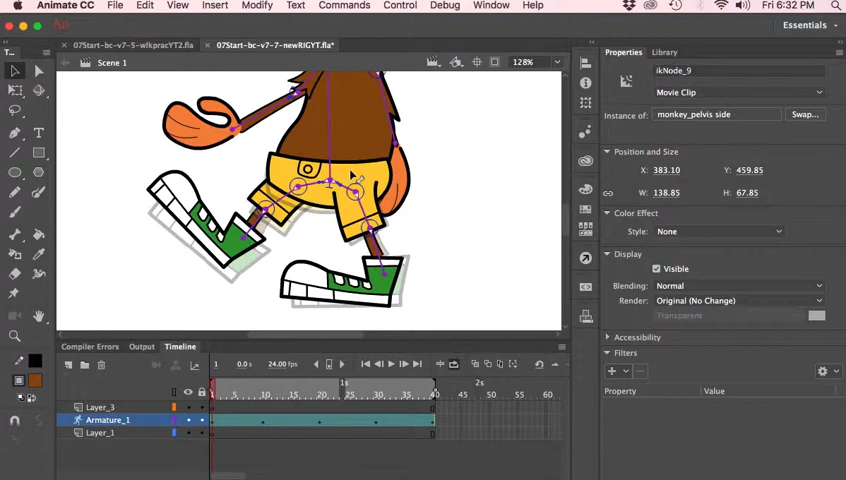 Animate CC File Edit View Insert Modify Text Commands Control Debug Window Help Fri 6:32 PM
An Essentials
07Start-bc-v7-5-wlkpracYT2.fla 07Start-bc-v7-7-newRIGYT.fla*
Scene 1 128%
Properties Library
ikNode_9
Movie Clip
Instance of: monkey_pelvis side Swap...
Position and Size
X: 383.10 Y: 459.85
W: 138.85 H: 67.85
Color Effect
Style: None
Display
Visible
Blending: Normal
Render: Original (No Change)
Transparent
Accessibility
Filters
Property Value
Compiler Errors Output Timeline
1 0.0 s 24.00 fps
1s 2s
1 5 10 15 20 25 30 35 40 45 50 55 60
Layer_3
Armature_1
Layer_1